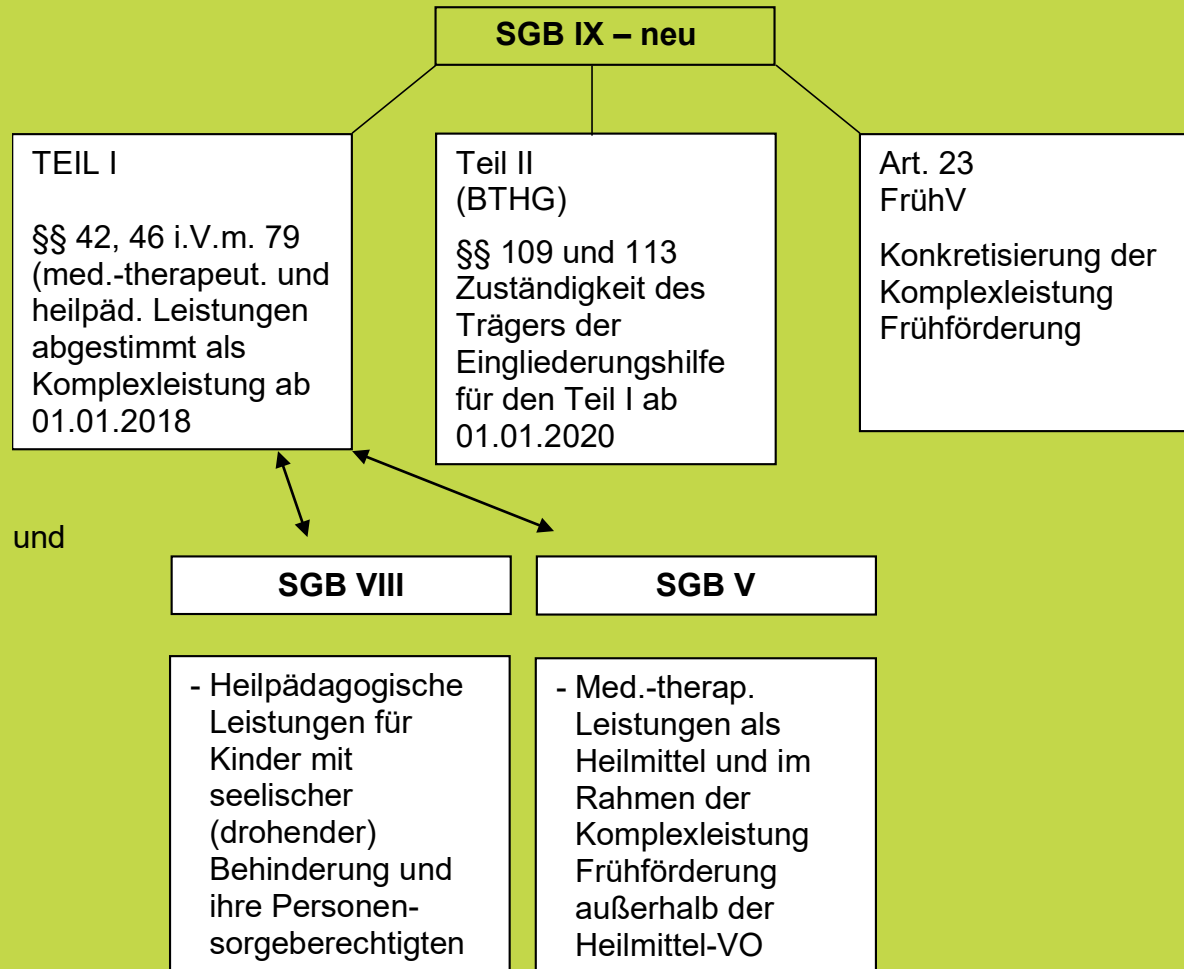 SGB IX – neu
TEIL I
§§ 42, 46 i.V.m. 79
(med.-therapeut. und
heilpäd. Leistungen
abgestimmt als
Komplexleistung ab
01.01.2018
Teil II
(BTHG)
§§ 109 und 113
Zuständigkeit des
Trägers der
Eingliederungshilfe
für den Teil I ab
01.01.2020
Art. 23
FrühV
Konkretisierung der
Komplexleistung
Frühförderung
und
SGB VIII
- Heilpädagogische
Leistungen für
Kinder mit
seelischer
(drohender)
Behinderung und
ihre Personen-
sorgeberechtigten
SGB V
- Med.-therap.
Leistungen als
Heilmittel und im
Rahmen der
Komplexleistung
Frühförderung
außerhalb der
Heilmittel-VO